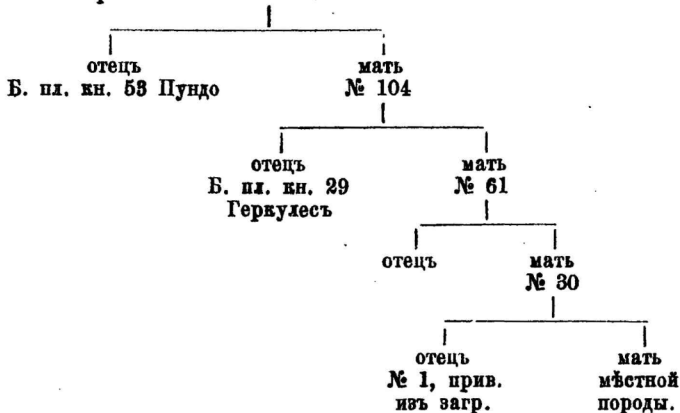 отецъ мать
Б. пл. кн. 53 Пундо № 104
отецъ мать
Б. пл. кн. 29 № 61
Геркулесъ
отецъ мать
№ 30
отецъ мать
№ 1, прив. мѣстной
изъ загр. породы.